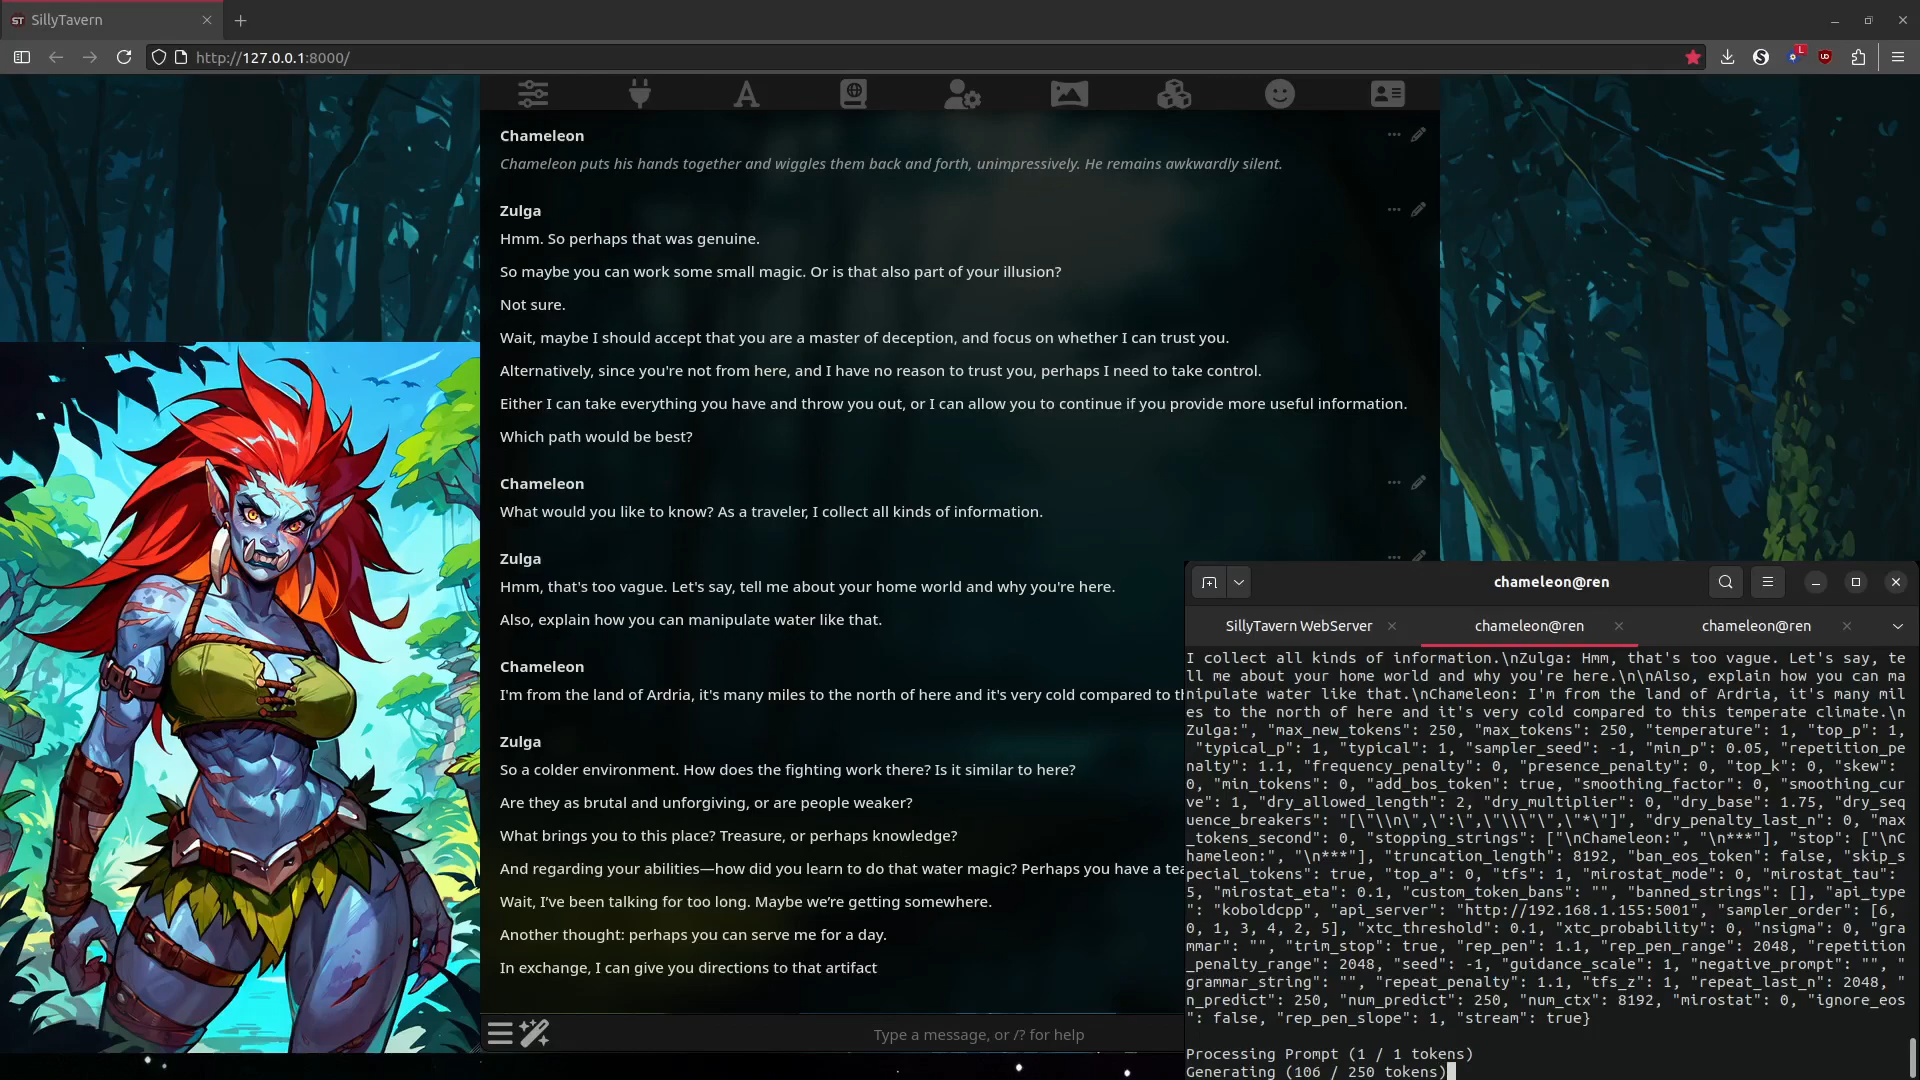 SillyTavern
http://127.0.0.1:8000/
Chameleon
Chameleon puts his hands together and wiggles them back and forth, unimpressively. He remains awkwardly silent.
Zulga
Hmm. So perhaps that was genuine.
So maybe you can work some small magic. Or is that also part of your illusion?
Not sure.
Wait, maybe I should accept that you are a master of deception, and focus on whether I can trust you.
Alternatively, since you're not from here, and I have no reason to trust you, perhaps I need to take control.
Either I can take everything you have and throw you out, or I can allow you to continue if you provide more useful information.
Which path would be best?
Chameleon
What would you like to know? As a traveler, I collect all kinds of information.
Zulga
Hmm, that's too vague. Let's say, tell me about your home world and why you're here.
Also, explain how you can manipulate water like that.
Chameleon
I'm from the land of Ardria, it's many miles to the north of here and it's very cold compared to th
Zulga
So a colder environment. How does the fighting work there? Is it similar to here?
Are they as brutal and unforgiving, or are people weaker?
What brings you to this place? Treasure, or perhaps knowledge?
And regarding your abilities—how did you learn to do that water magic? Perhaps you have a tea
Wait, I’ve been talking for too long. Maybe we’re getting somewhere.
Another thought: perhaps you can serve me for a day.
In exchange, I can give you directions to that artifact
Type a message, or /? for help
chameleon@ren
SillyTavern WebServer
chameleon@ren
chameleon@ren
I collect all kinds of information.\nZulga: Hmm, that's too vague. Let's say, te
ll me about your home world and why you're here.\n\nAlso, explain how you can ma
nipulate water like that.\nChameleon: I'm from the land of Ardria, it's many mil
es to the north of here and it's very cold compared to this temperate climate.\n
Zulga:", "max_new_tokens": 250, "max_tokens": 250, "temperature": 1, "top_p": 1,
"typical_p": 1, "typical": 1, "sampler_seed": -1, "min_p": 0.05, "repetition_pe
nalty": 1.1, "frequency_penalty": 0, "presence_penalty": 0, "top_k": 0, "skew":
0, "min_tokens": 0, "add_bos_token": true, "smoothing_factor": 0, "smoothing_cur
ve": 1, "dry_allowed_length": 2, "dry_multiplier": 0, "dry_base": 1.75, "dry_seq
uence_breakers": "[\"\\n\",\":\",\"\\\"\",\"*\"]", "dry_penalty_last_n": 0, "max
_tokens_second": 0, "stopping_strings": ["\nChameleon:", "\n***"], "stop": ["\nC
hameleon:", "\n***"], "truncation_length": 8192, "ban_eos_token": false, "skip_s
pecial_tokens": true, "top_a": 0, "tfs": 1, "mirostat_mode": 0, "mirostat_tau":
5, "mirostat_eta": 0.1, "custom_token_bans": "", "banned_strings": [], "api_type
": "koboldcpp", "api_server": "http://192.168.1.155:5001", "sampler_order": [6,
0, 1, 3, 4, 2, 5], "xtc_threshold": 0.1, "xtc_probability": 0, "nsigma": 0, "gra
mmar": "", "trim_stop": true, "rep_pen": 1.1, "rep_pen_range": 2048, "repetition
_penalty_range": 2048, "seed": -1, "guidance_scale": 1, "negative_prompt": "", "
grammar_string": "", "repeat_penalty": 1.1, "tfs_z": 1, "repeat_last_n": 2048, "
n_predict": 250, "num_predict": 250, "num_ctx": 8192, "mirostat": 0, "ignore_eos
": false, "rep_pen_slope": 1, "stream": true}
Processing Prompt (1 / 1 tokens)
Generating (106 / 250 tokens)